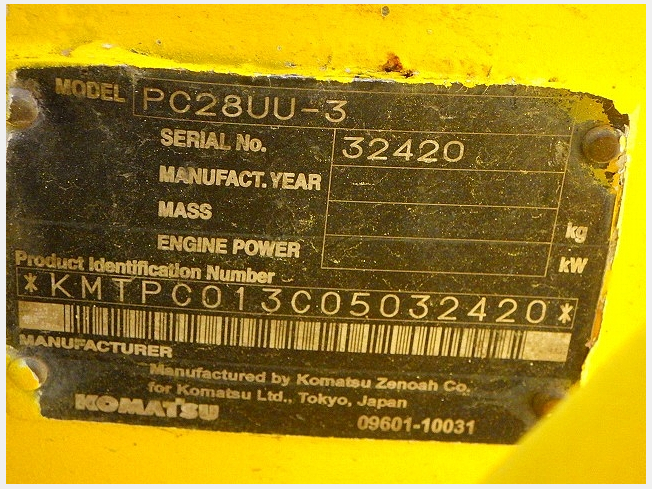 MODEL PC28UU-3
SERIAL No. 32420
MANUFACT. YEAR
MASS kg
ENGINE POWER kW
Product Identification Number
*KMTPC013C05032420*
MANUFACTURER
Manufactured by Komatsu Zenoah Co.
for Komatsu Ltd., Tokyo, Japan
KOMATSU 09601-10031